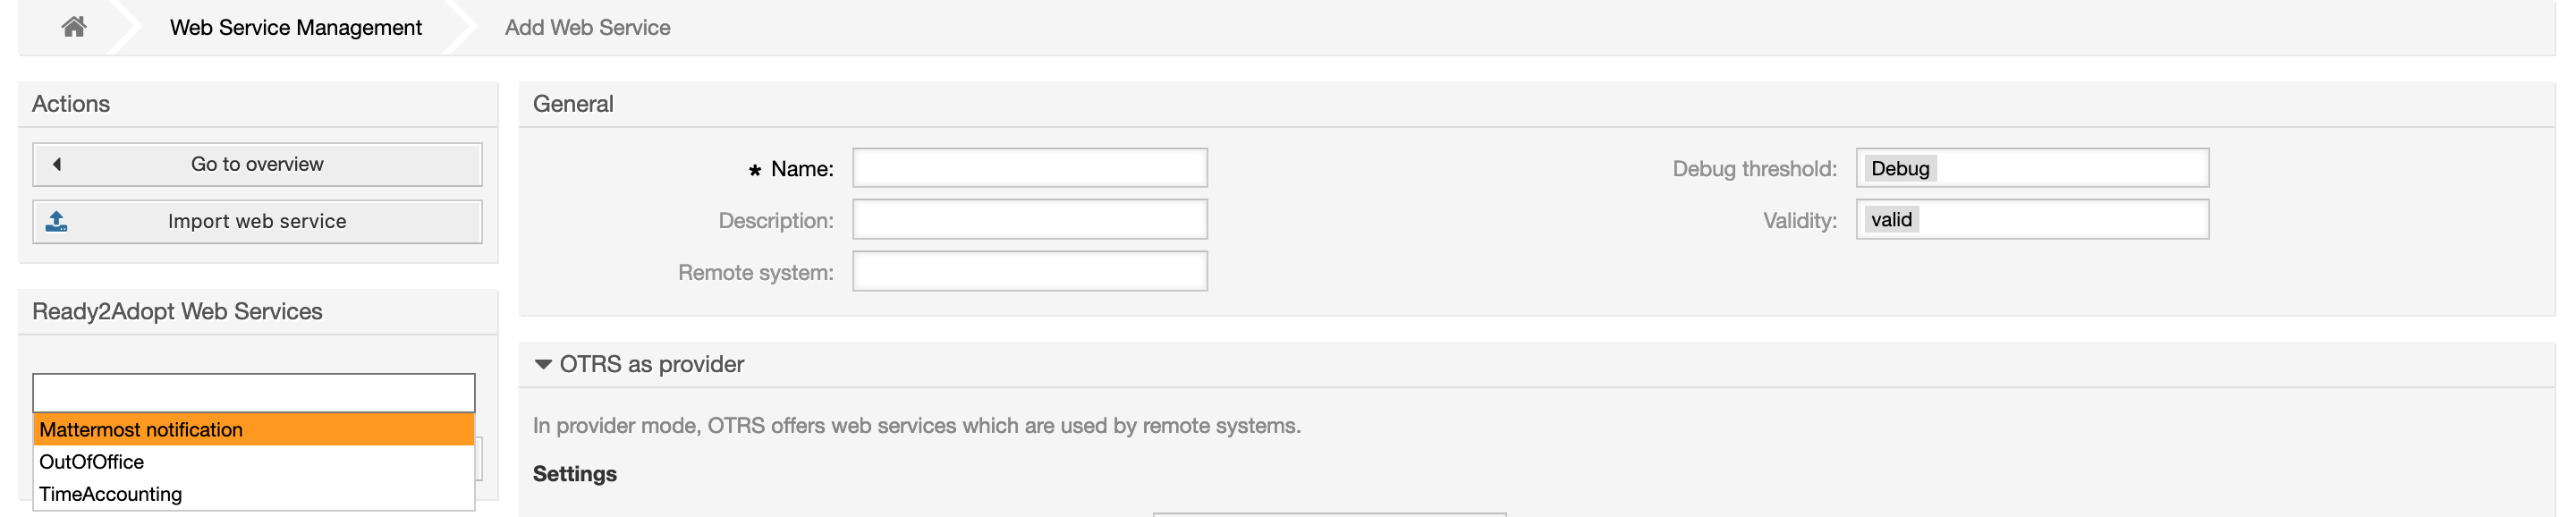 Web Service Management
Add Web Service
Actions
Go to overview
Import web service
Ready2Adopt Web Services
Mattermost notification
OutOfOffice
TimeAccounting
General
* Name:
Description:
Remote system:
Debug threshold: Debug
Validity: valid
OTRS as provider
In provider mode, OTRS offers web services which are used by remote systems.
Settings